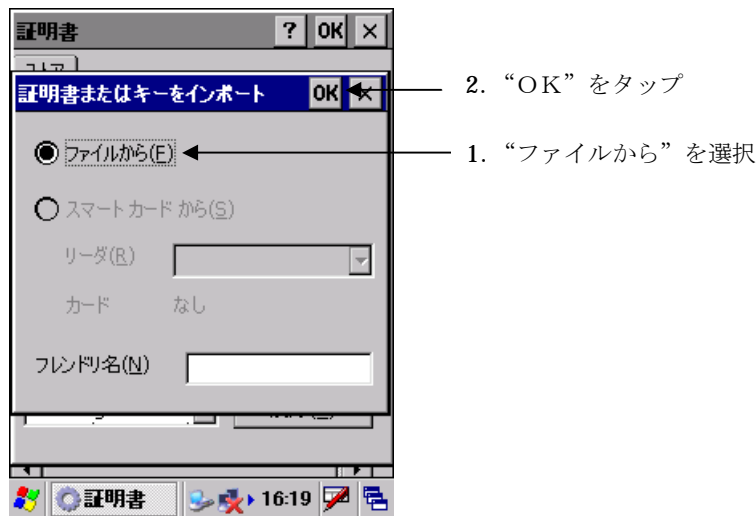 証明書 ? OK ×
ストア
証明書またはキーをインポート OK ×
2. “OK”をタップ
ファイルから(F)
1. “ファイルから”を選択
スマート カード から(S)
リーダ(R)
カード なし
フレンドリ名(N)
証明書 16:19